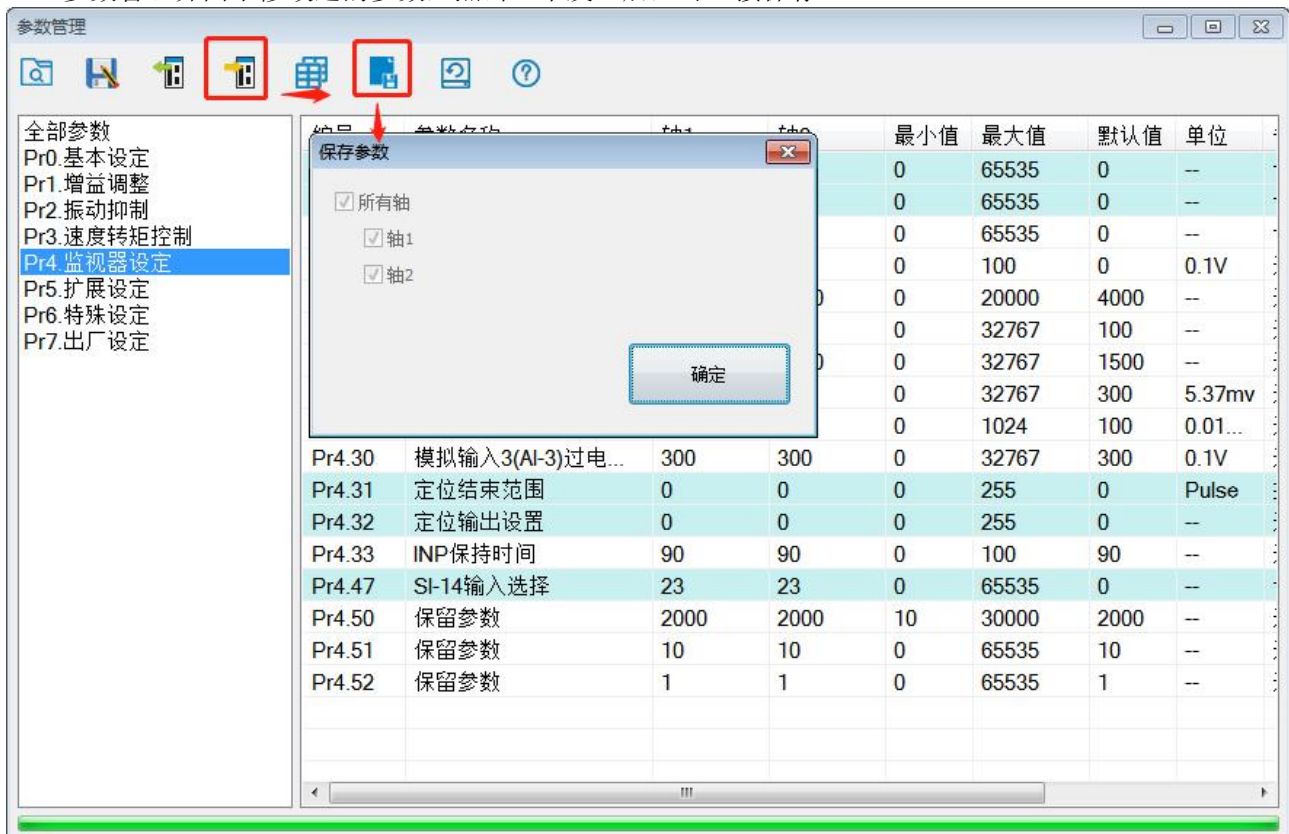 参数管理
全部参数
Pr0.基本设定
Pr1.增益调整
Pr2.振动抑制
Pr3.速度转矩控制
Pr4.监视器设定
Pr5.扩展设定
Pr6.特殊设定
Pr7.出厂设定
最小值 最大值 默认值 单位
保存参数
所有轴
轴1
轴2
确定
0 65535 0 --
0 65535 0 --
0 65535 0 --
0 100 0 0.1V
0 20000 4000 --
0 32767 100 --
0 32767 1500 --
0 32767 300 5.37mv
0 1024 100 0.01...
Pr4.30 模拟输入3(AI-3)过电... 300 300 0 32767 300 0.1V
Pr4.31 定位结束范围 0 0 0 255 0 Pulse
Pr4.32 定位输出设置 0 0 0 255 0 --
Pr4.33 INP保持时间 90 90 0 100 90 --
Pr4.47 SI-14输入选择 23 23 0 65535 0 --
Pr4.50 保留参数 2000 2000 10 30000 2000 --
Pr4.51 保留参数 10 10 0 65535 10 --
Pr4.52 保留参数 1 1 0 65535 1 --